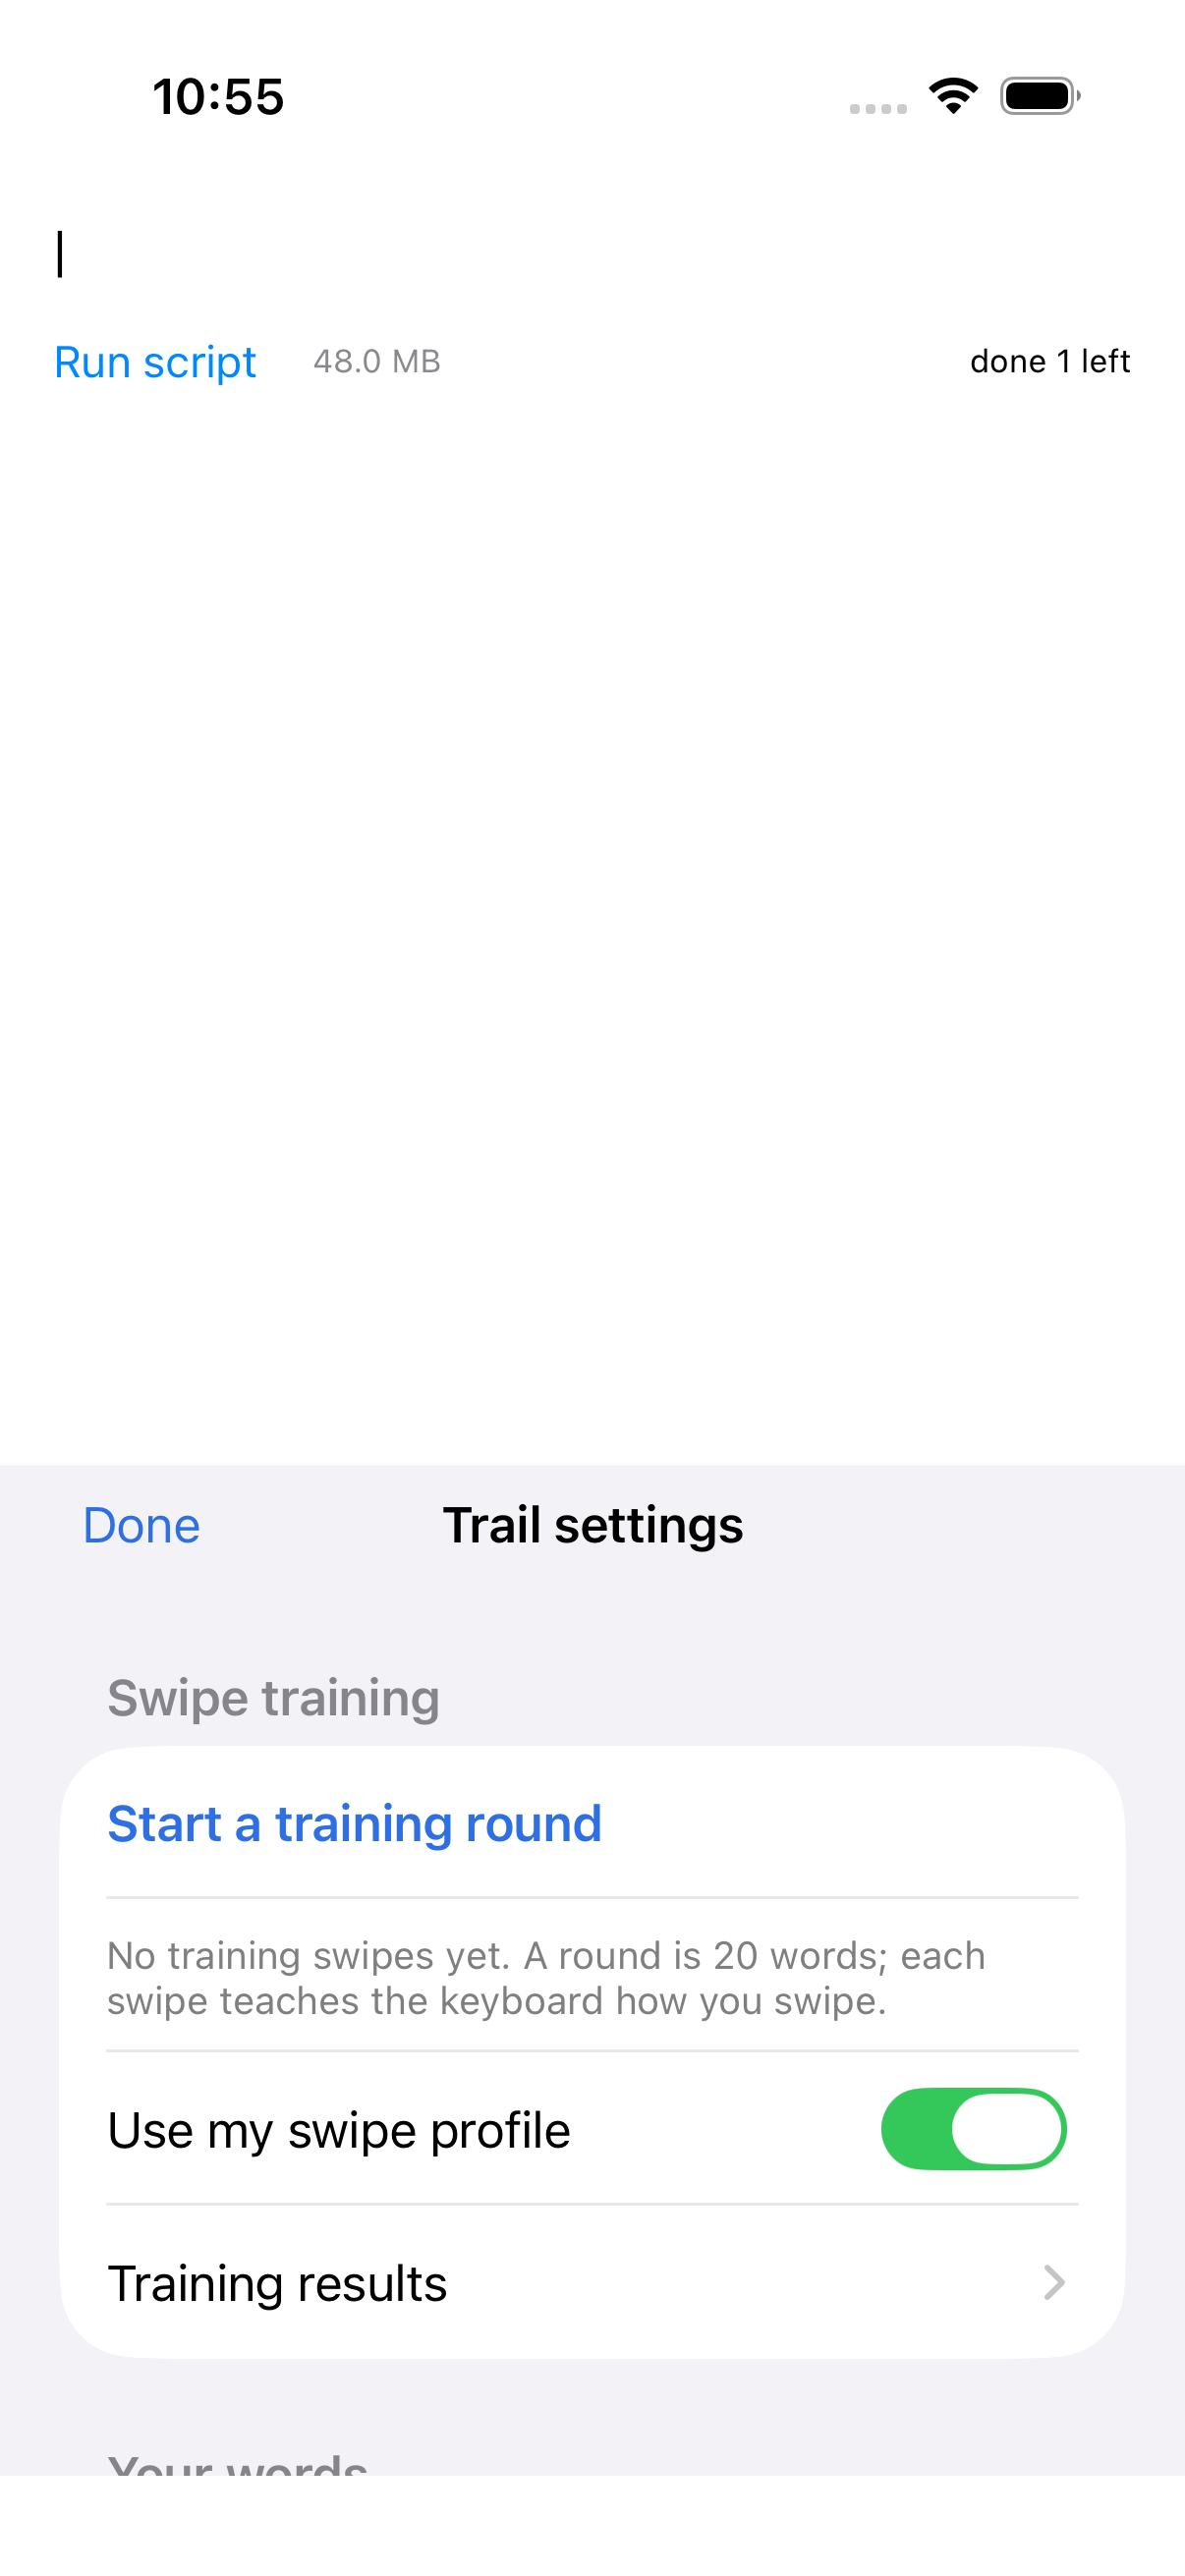 10:55
Run script 48.0 MB done 1 left
Done Trail settings
Swipe training
Start a training round
No training swipes yet. A round is 20 words; each
swipe teaches the keyboard how you swipe.
Use my swipe profile
Training results
Your words